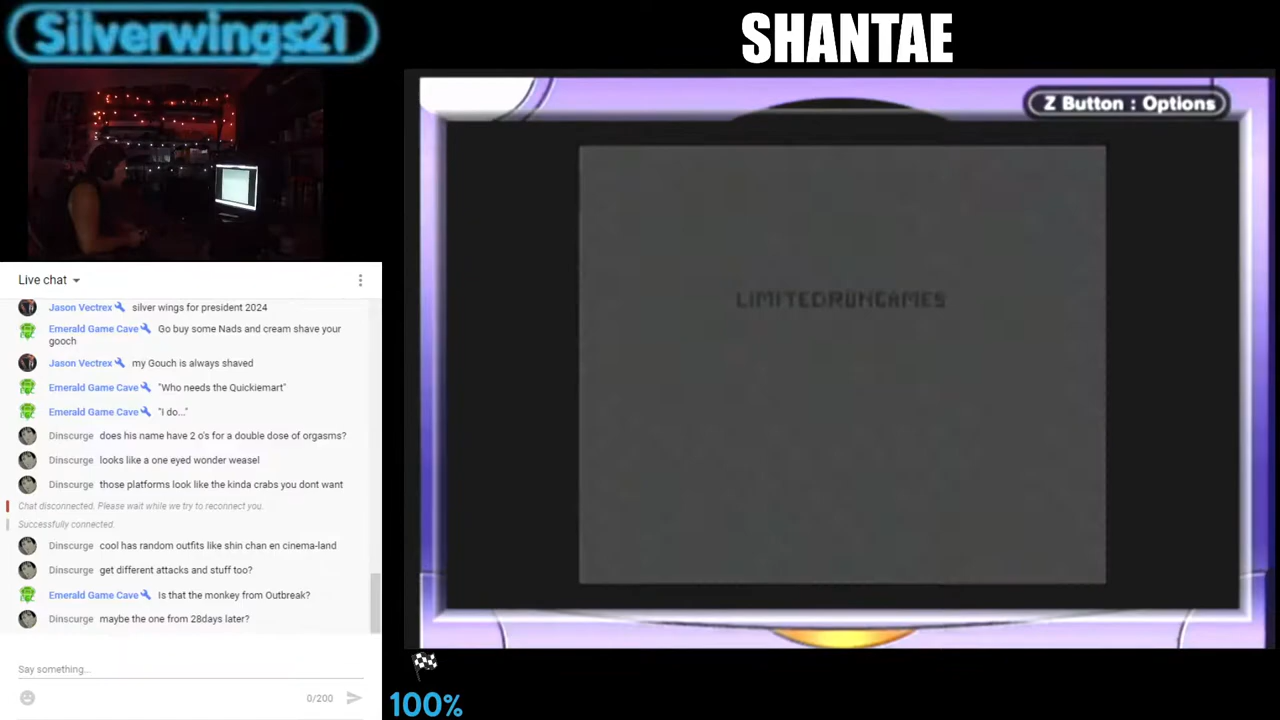 Silverwings21
SHANTAE
Z Button : Options
LIMITEDRUNGAMES
Live chat
Jason Vectrex silver wings for president 2024
Emerald Game Cave Go buy some Nads and cream shave your
gooch
Jason Vectrex my Gouch is always shaved
Emerald Game Cave "Who needs the Quickiemart"
Emerald Game Cave "I do..."
Dinscurge does his name have 2 o's for a double dose of orgasms?
Dinscurge looks like a one eyed wonder weasel
Dinscurge those platforms look like the kinda crabs you dont want
Chat disconnected. Please wait while we try to reconnect you.
Successfully connected.
Dinscurge cool has random outfits like shin chan en cinema-land
Dinscurge get different attacks and stuff too?
Emerald Game Cave Is that the monkey from Outbreak?
Dinscurge maybe the one from 28days later?
Say something...
0/200
100%